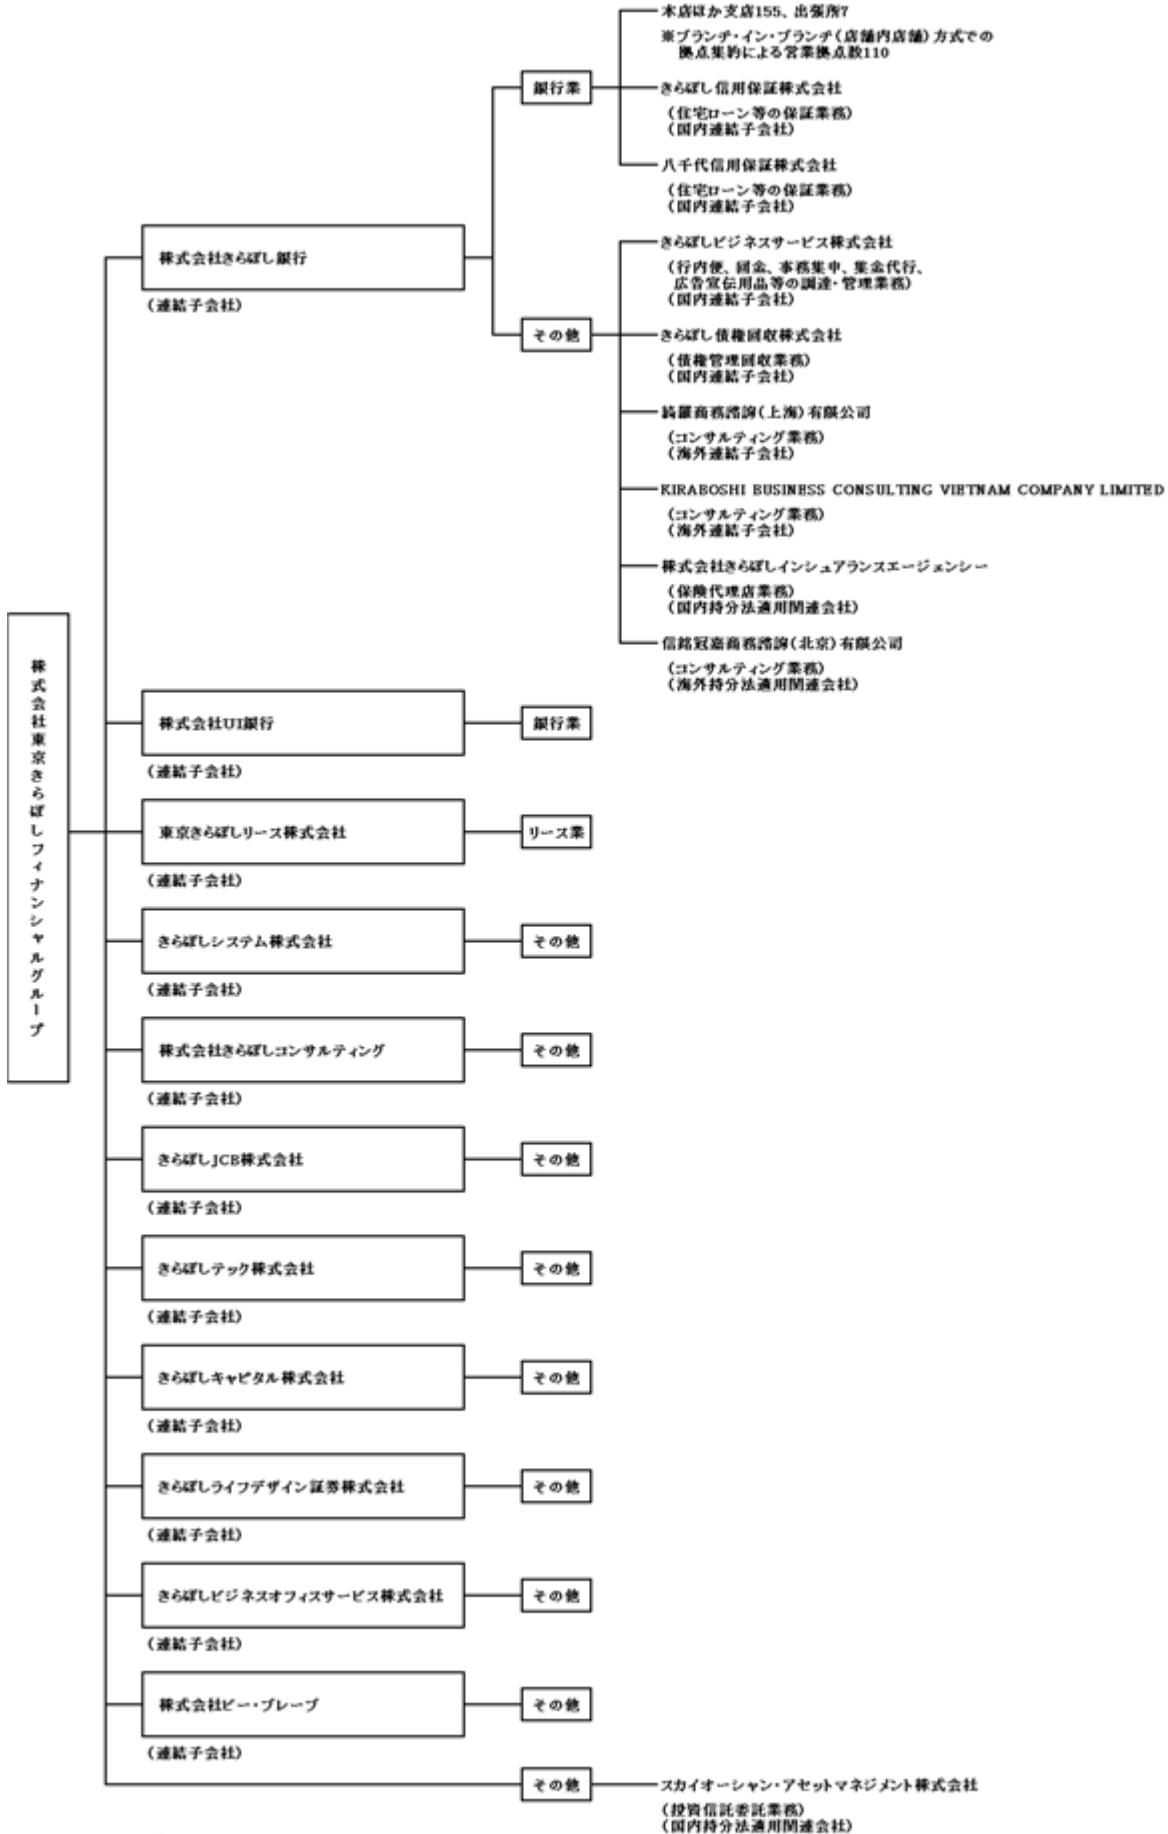 株式会社東京きらぼしフィナンシャルグループ
株式会社きらぼし銀行
(連結子会社)
銀行業
本店ほか支店155、出張所7
※ブランチ・イン・ブランチ(店舗内店舗)方式での
拠点集約による営業拠点数110
きらぼし信用保証株式会社
(住宅ローン等の保証業務)
(国内連結子会社)
八千代信用保証株式会社
(住宅ローン等の保証業務)
(国内連結子会社)
その他
きらぼしビジネスサービス株式会社
(行内便、回金、事務集中、集金代行、
広告宣伝用品等の調達・管理業務)
(国内連結子会社)
きらぼし債権回収株式会社
(債権管理回収業務)
(国内連結子会社)
綺羅商務諮詢(上海)有限公司
(コンサルティング業務)
(海外連結子会社)
KIRABOSHI BUSINESS CONSULTING VIETNAM COMPANY LIMITED
(コンサルティング業務)
(海外連結子会社)
株式会社きらぼしインシュアランスエージェンシー
(保険代理店業務)
(国内持分法適用関連会社)
信銘冠嘉商務諮詢(北京)有限公司
(コンサルティング業務)
(海外持分法適用関連会社)
株式会社UI銀行
銀行業
(連結子会社)
東京きらぼしリース株式会社
リース業
(連結子会社)
きらぼしシステム株式会社
その他
(連結子会社)
株式会社きらぼしコンサルティング
その他
(連結子会社)
きらぼしJCB株式会社
その他
(連結子会社)
きらぼしテック株式会社
その他
(連結子会社)
きらぼしキャピタル株式会社
その他
(連結子会社)
きらぼしライフデザイン証券株式会社
その他
(連結子会社)
きらぼしビジネスオフィスサービス株式会社
その他
(連結子会社)
株式会社ビー・ブレーブ
その他
(連結子会社)
その他
スカイオーシャン・アセットマネジメント株式会社
(投資信託委託業務)
(国内持分法適用関連会社)